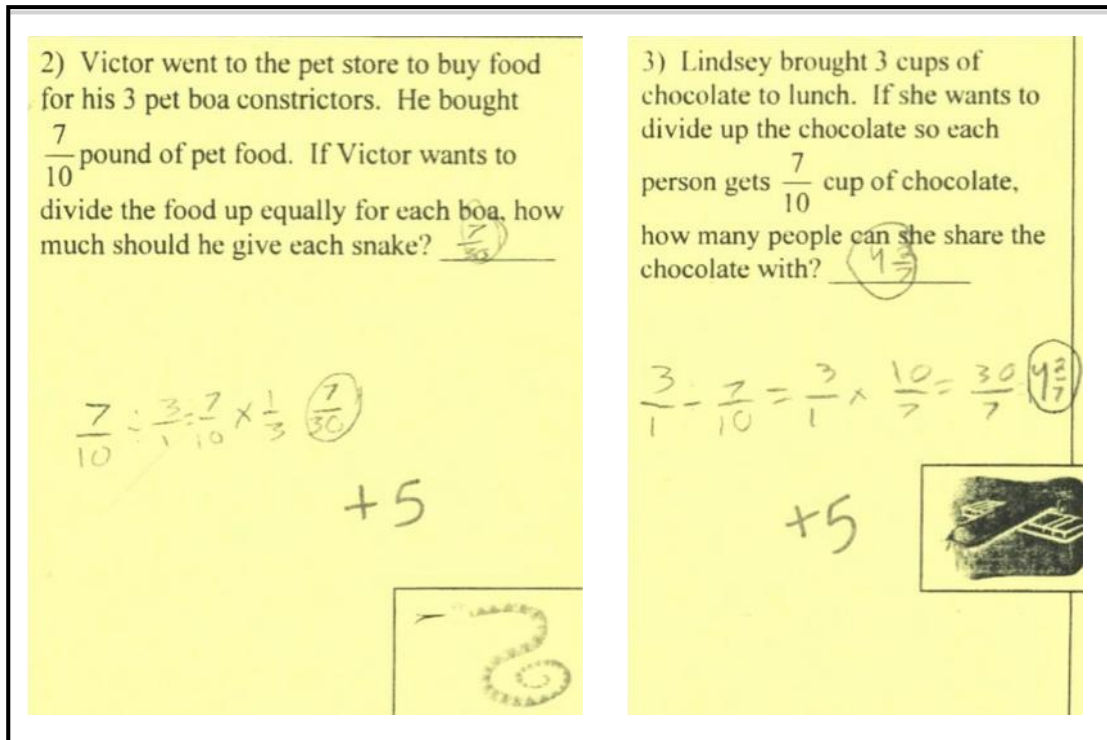 2) Victor went to the pet store to buy food
for his 3 pet boa constrictors. He bought
7/10 pound of pet food. If Victor wants to
divide the food up equally for each boa, how
much should he give each snake? 7/30
7/10 ÷ 3/1 = 7/10 × 1/3 7/30
+5
3) Lindsey brought 3 cups of
chocolate to lunch. If she wants to
divide up the chocolate so each
person gets 7/10 cup of chocolate,
how many people can she share the
chocolate with? 4 2/7
3/1 ÷ 7/10 = 3/1 × 10/7 = 30/7 4 2/7
+5